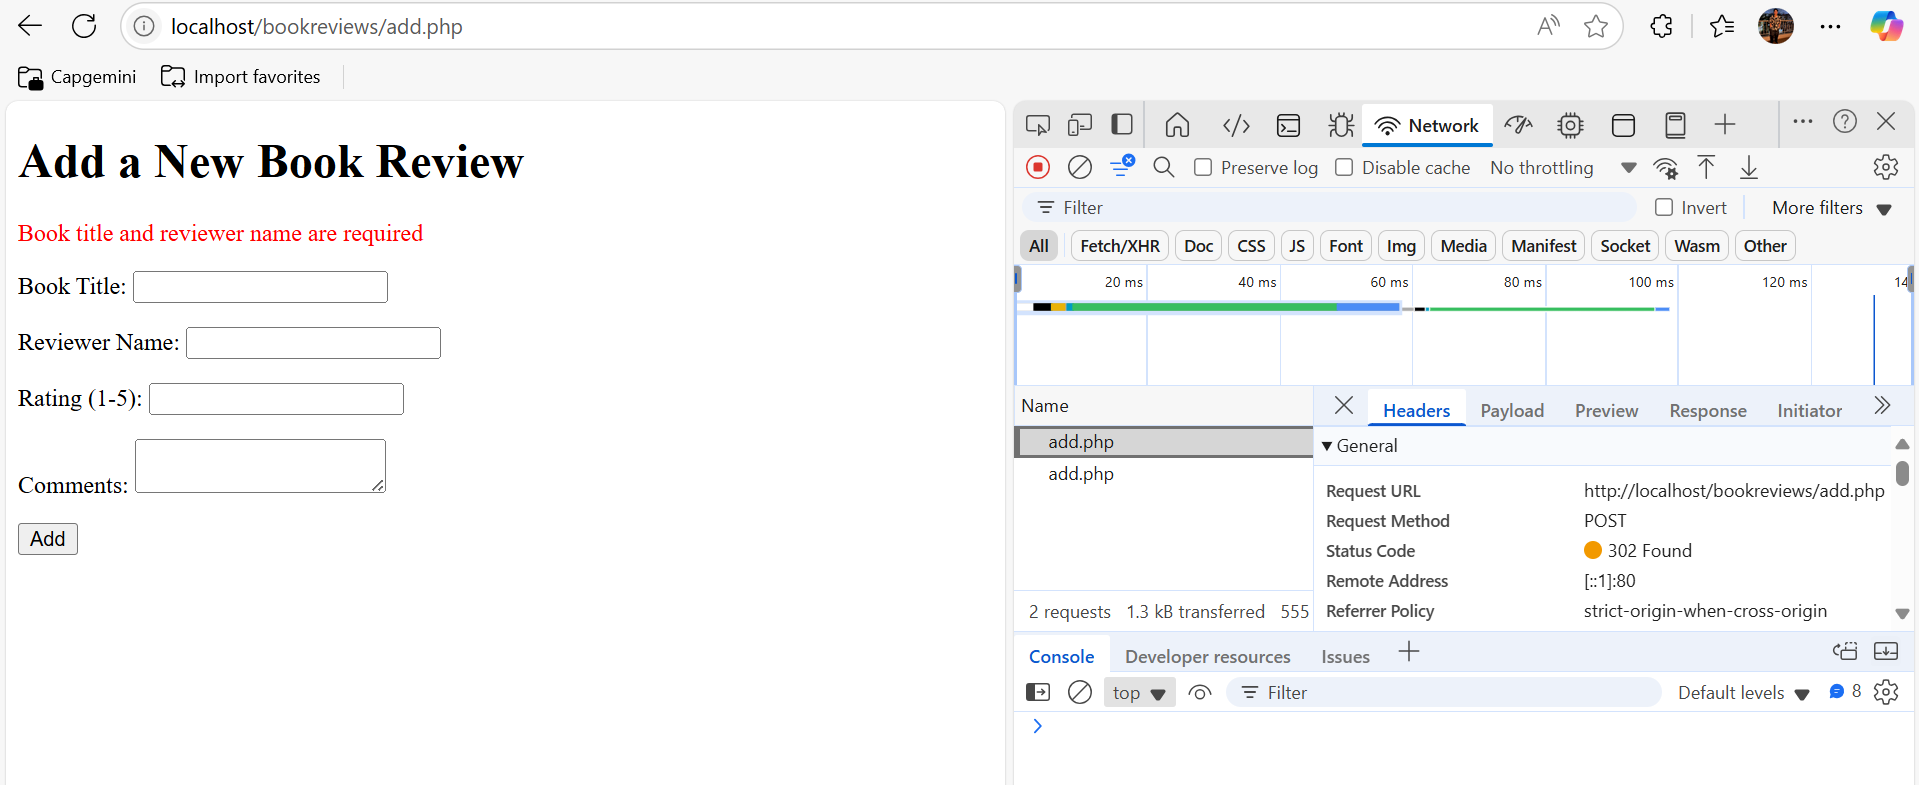 localhost/bookreviews/add.php
Capgemini Import favorites
Add a New Book Review
Book title and reviewer name are required
Book Title:
Reviewer Name:
Rating (1-5):
Comments:
Add
Network
Preserve log Disable cache No throttling
Filter Invert More filters
All Fetch/XHR Doc CSS JS Font Img Media Manifest Socket Wasm Other
20 ms 40 ms 60 ms 80 ms 100 ms 120 ms 14
Name
add.php
add.php
2 requests 1.3 kB transferred 555
Headers Payload Preview Response Initiator
General
Request URL http://localhost/bookreviews/add.php
Request Method POST
Status Code 302 Found
Remote Address [::1]:80
Referrer Policy strict-origin-when-cross-origin
Console Developer resources Issues
top Filter Default levels 8